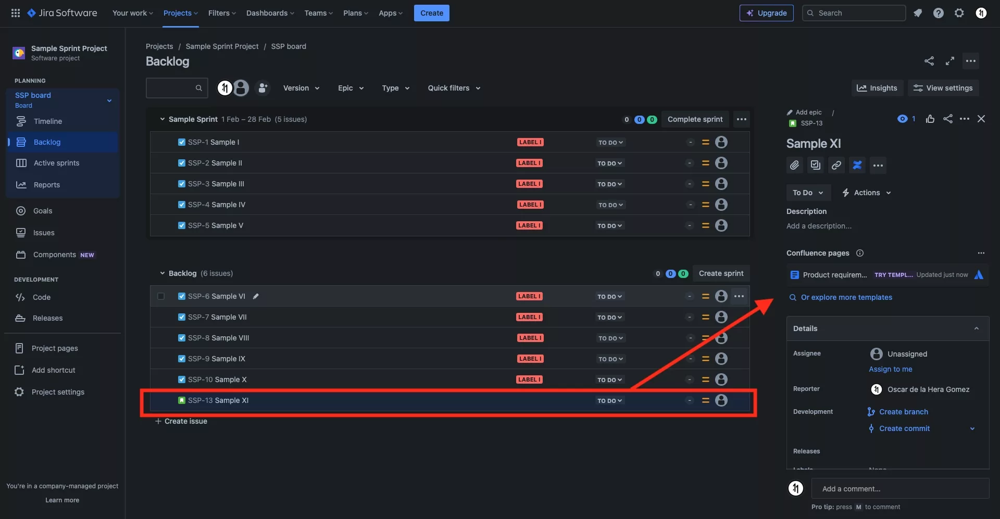 Jira Software Your work Projects Filters Dashboards Teams Plans Apps Create Upgrade Search
Sample Sprint Project
Software project
PLANNING
SSP board
Board
Timeline
Backlog
Active sprints
Reports
Goals
Issues
Components NEW
DEVELOPMENT
Code
Releases
Project pages
Add shortcut
Project settings
You're in a company-managed project
Learn more
Projects / Sample Sprint Project / SSP board
Backlog
Version Epic Type Quick filters Insights View settings
Sample Sprint 1 Feb – 28 Feb (5 issues) 0 0 0 Complete sprint
SSP-1 Sample I LABEL I TO DO -
SSP-2 Sample II LABEL I TO DO -
SSP-3 Sample III LABEL I TO DO -
SSP-4 Sample IV LABEL I TO DO -
SSP-5 Sample V LABEL I TO DO -
Backlog (6 issues) 0 0 0 Create sprint
SSP-6 Sample VI LABEL I TO DO -
SSP-7 Sample VII LABEL I TO DO -
SSP-8 Sample VIII LABEL I TO DO -
SSP-9 Sample IX LABEL I TO DO -
SSP-10 Sample X LABEL I TO DO -
SSP-13 Sample XI TO DO -
+ Create issue
Add epic /
SSP-13
1
Sample XI
To Do Actions
Description
Add a description...
Confluence pages
Product requirem... TRY TEMPL... Updated just now
Or explore more templates
Details
Assignee Unassigned
Assign to me
Reporter Oscar de la Hera Gomez
Development Create branch
Create commit
Releases
Labels None
Add a comment...
Pro tip: press M to comment